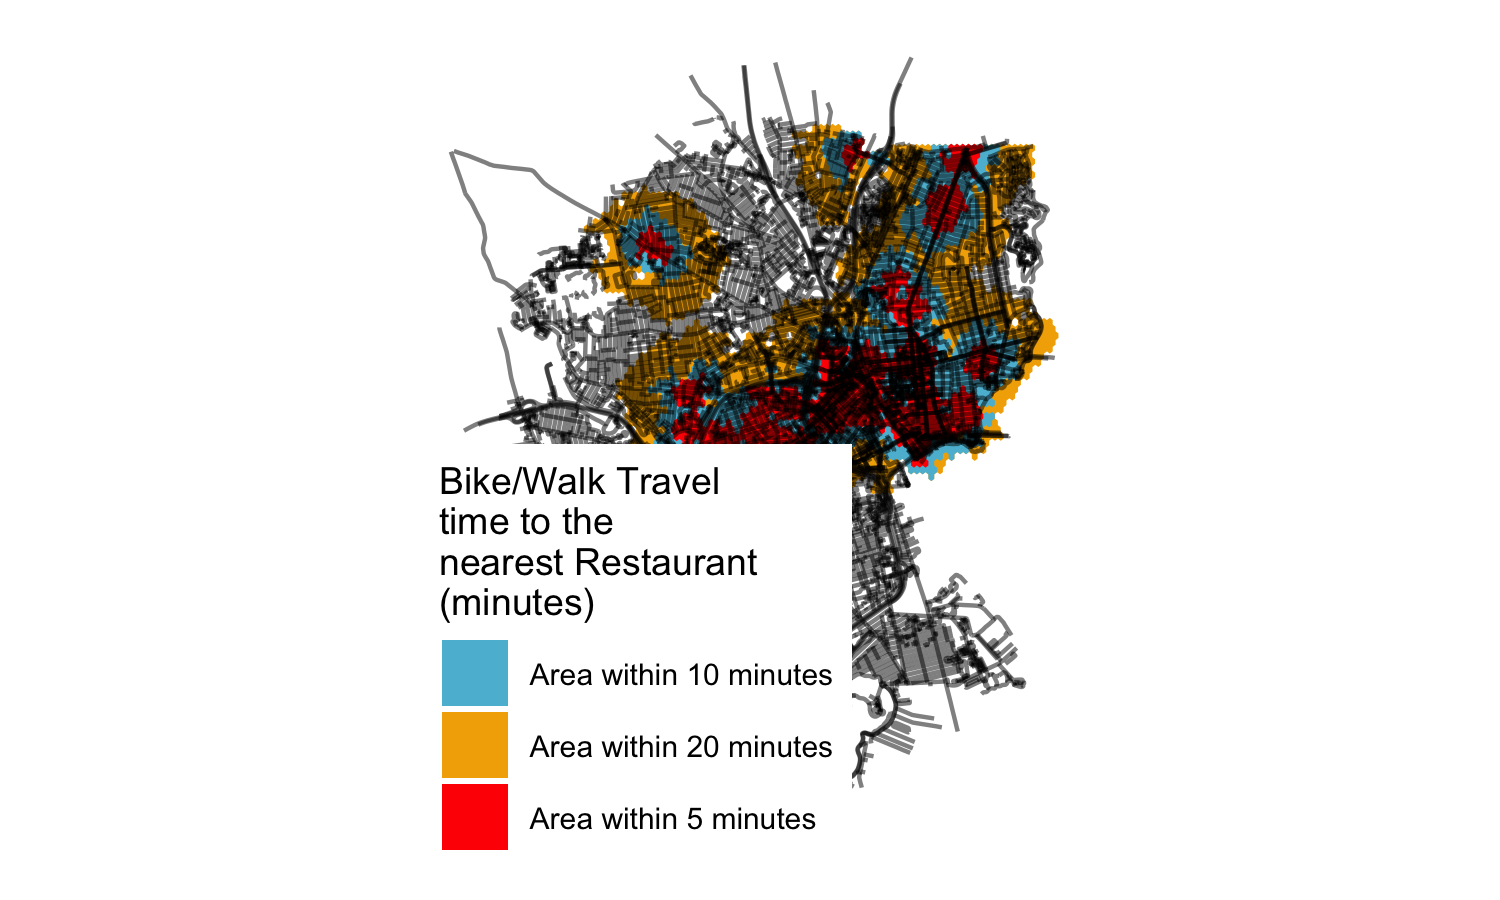 Bike/Walk Travel
time to the
nearest Restaurant
(minutes)
Area within 10 minutes
Area within 20 minutes
Area within 5 minutes